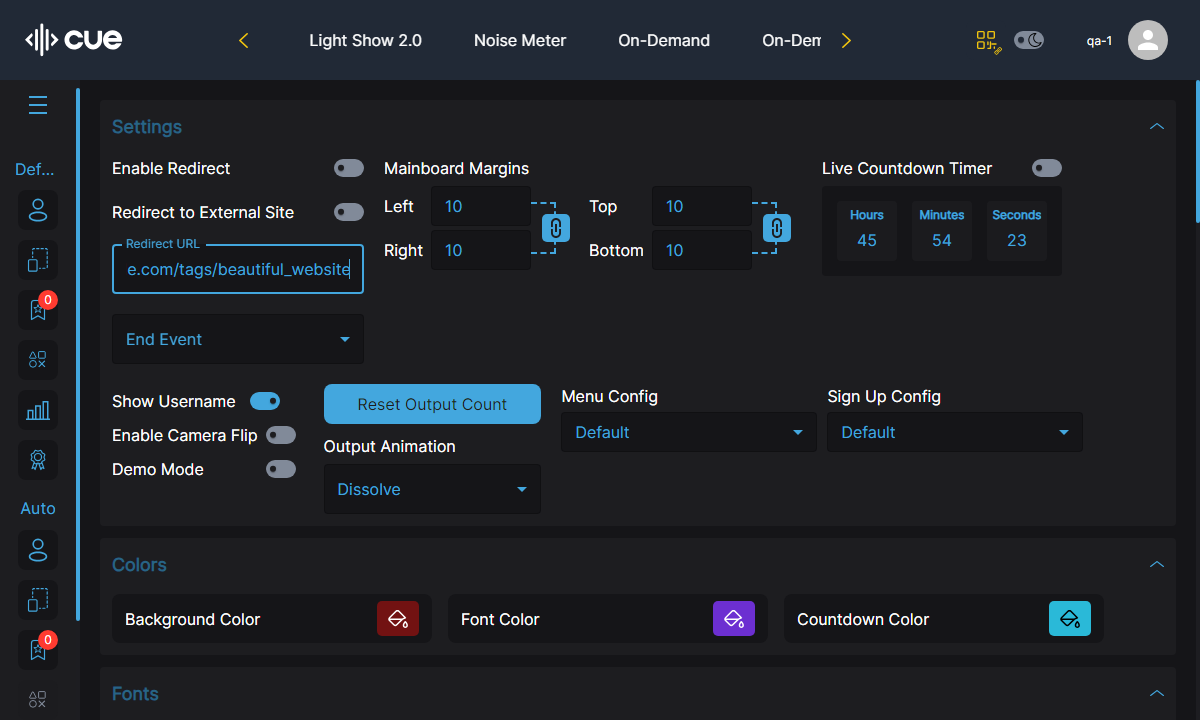 cue
Light Show 2.0
Noise Meter
On-Demand
On-Dem
qa-1
Def...
0
Auto
0
Settings
Enable Redirect
Redirect to External Site
Redirect URL
e.com/tags/beautiful_website
End Event
Mainboard Margins
Left
10
Right
10
Top
10
Bottom
10
Live Countdown Timer
Hours
45
Minutes
54
Seconds
23
Show Username
Enable Camera Flip
Demo Mode
Reset Output Count
Output Animation
Dissolve
Menu Config
Default
Sign Up Config
Default
Colors
Background Color
Font Color
Countdown Color
Fonts